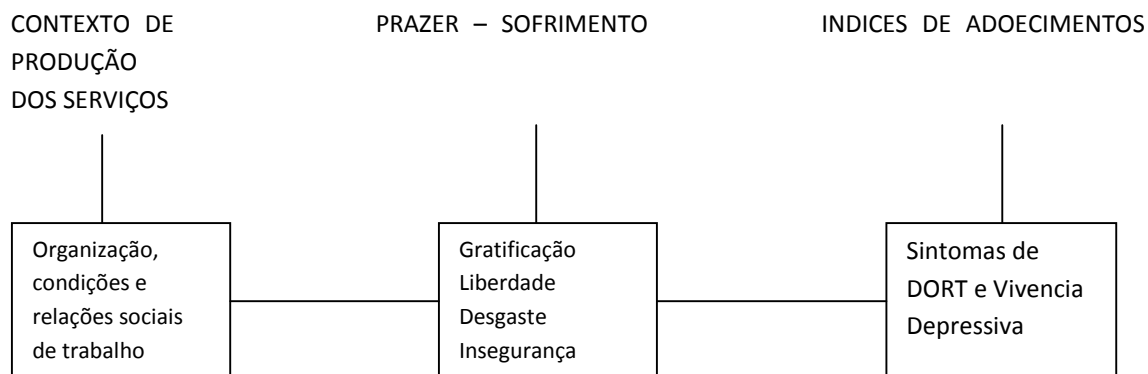 CONTEXTO DE
PRODUÇÃO
DOS SERVIÇOS
PRAZER – SOFRIMENTO
INDICES DE ADOECIMENTOS
Organização,
condições e
relações sociais
de trabalho
Gratificação
Liberdade
Desgaste
Insegurança
Sintomas de
DORT e Vivencia
Depressiva